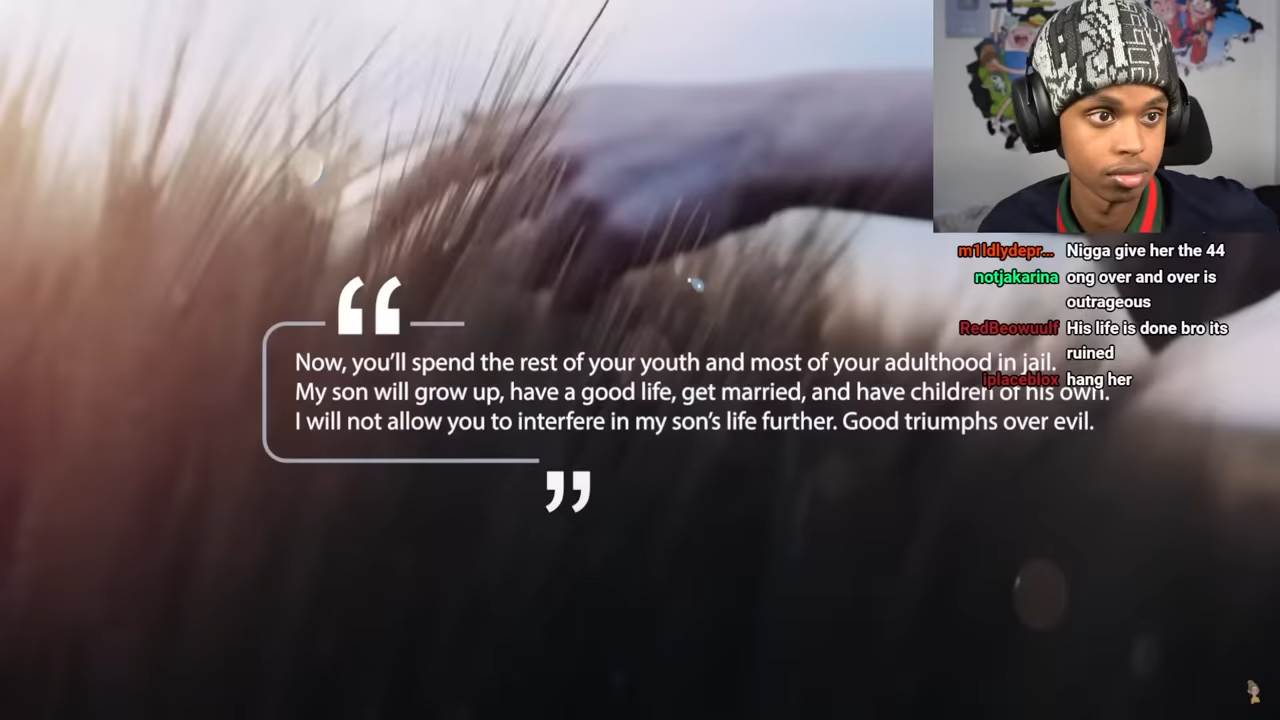 “
Now, you’ll spend the rest of your youth and most of your adulthood in jail.
My son will grow up, have a good life, get married, and have children of his own.
I will not allow you to interfere in my son’s life further. Good triumphs over evil.
”
m1ldlydepr... Nigga give her the 44
notjakarina ong over and over is
outrageous
RedBeowuulf His life is done bro its
ruined
iplaceblox hang her